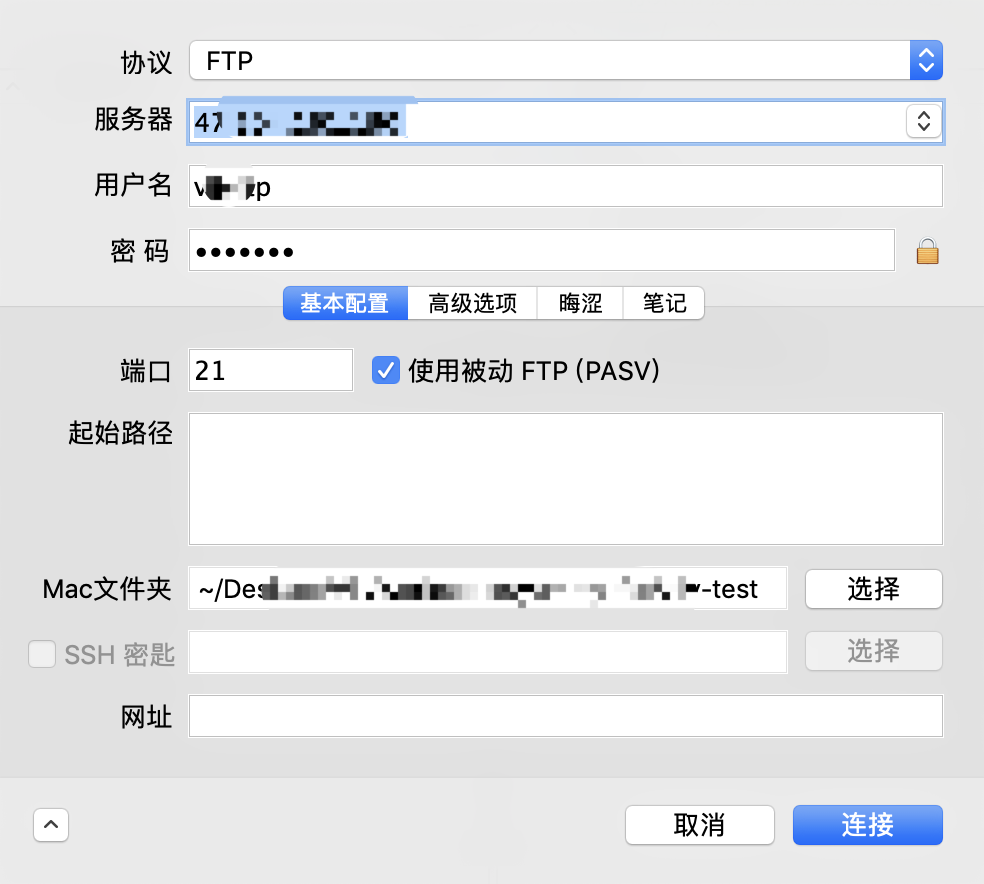 协议 FTP
服务器 47
用户名
密 码 •••••••
基本配置 高级选项 晦涩 笔记
端口 21 使用被动 FTP (PASV)
起始路径
Mac文件夹 ~/Des -test 选择
SSH 密匙 选择
网址
取消 连接